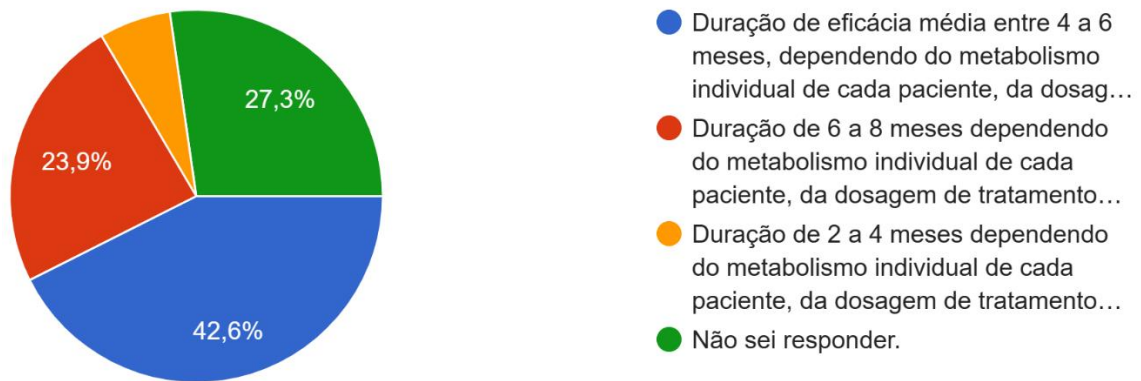 27,3%
23,9%
42,6%
Duração de eficácia média entre 4 a 6
meses, dependendo do metabolismo
individual de cada paciente, da dosag…
Duração de 6 a 8 meses dependendo
do metabolismo individual de cada
paciente, da dosagem de tratamento…
Duração de 2 a 4 meses dependendo
do metabolismo individual de cada
paciente, da dosagem de tratamento…
Não sei responder.